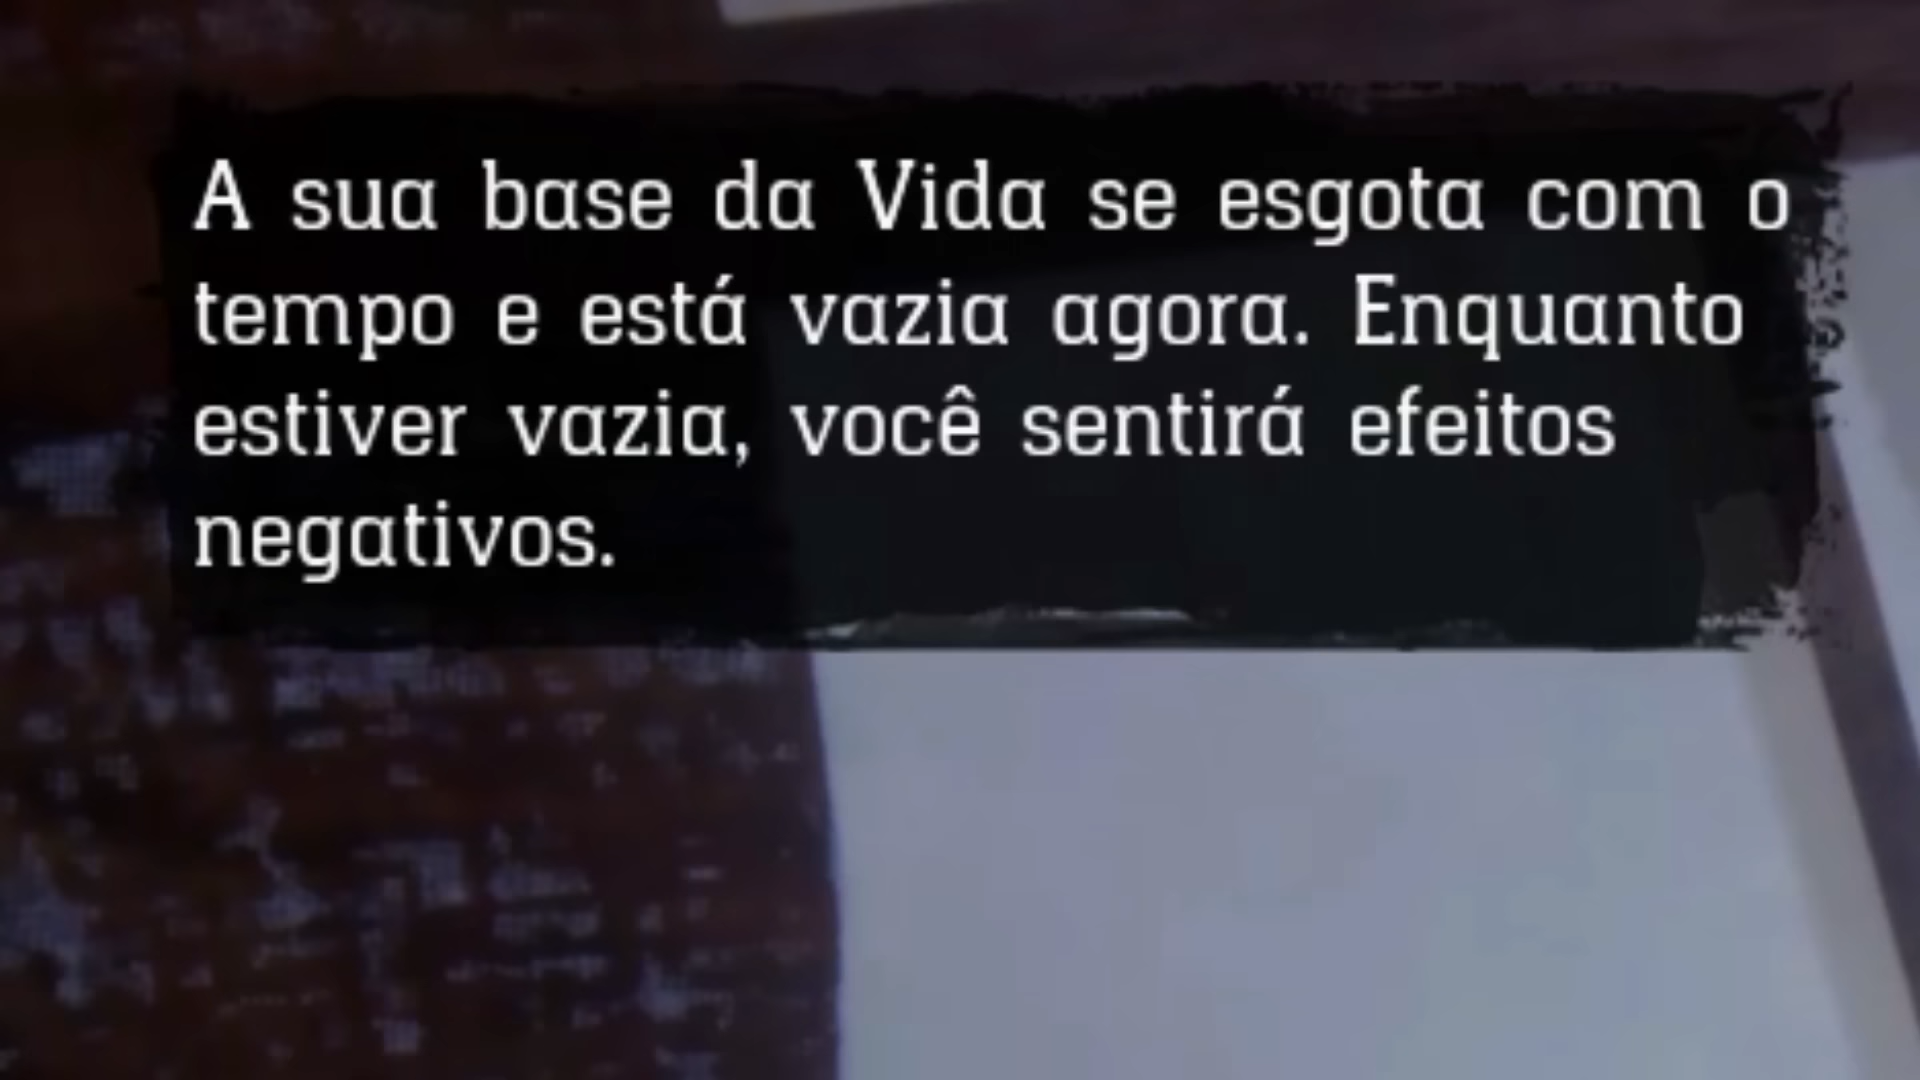 A sua base da Vida se esgota com o
tempo e está vazia agora. Enquanto
estiver vazia, você sentirá efeitos
negativos.